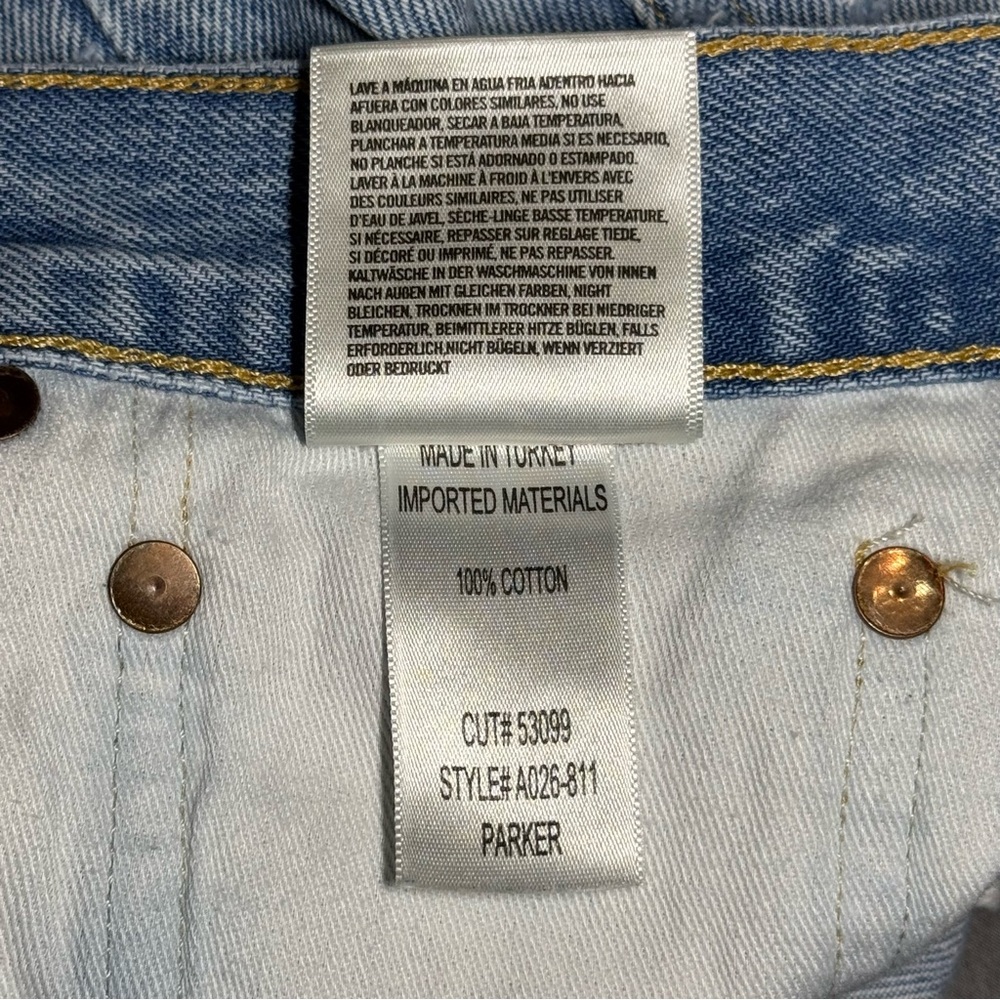 LAVE A MÁQUINA EN AGUA FRIA ADENTRO HACIA
AFUERA CON COLORES SIMILARES, NO USE
BLANQUEADOR, SECAR A BAJA TEMPERATURA,
PLANCHAR A TEMPERATURA MEDIA SI ES NECESARIO,
NO PLANCHE SI ESTÁ ADORNADO O ESTAMPADO.
LAVER À LA MACHINE À FROID À L'ENVERS AVEC
DES COULEURS SIMILAIRES, NE PAS UTILISER
D'EAU DE JAVEL, SÈCHE-LINGE BASSE TEMPERATURE,
SI NÉCESSAIRE, REPASSER SUR REGLAGE TIEDE,
SI DÉCORÉ OU IMPRIMÉ, NE PAS REPASSER.
KALTWÄSCHE IN DER WASCHMASCHINE VON INNEN
NACH AUßEN MIT GLEICHEN FARBEN, NIGHT
BLEICHEN, TROCKNEN IM TROCKNER BEI NIEDRIGER
TEMPERATUR, BEIMITTLERER HITZE BÜGLEN, FALLS
ERFORDERLICH,NICHT BÜGELN, WENN VERZIERT
ODER BEDRUCKT
MADE IN TURKEY
IMPORTED MATERIALS
100% COTTON
CUT# 53099
STYLE# A026-811
PARKER